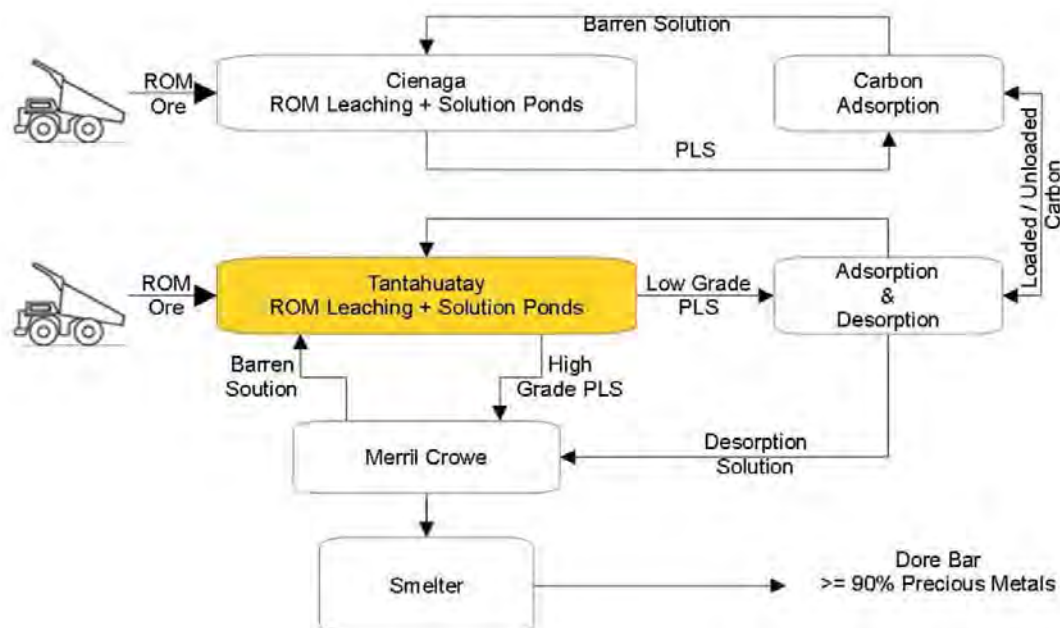 Barren Solution
ROM
Ore
Cienaga
ROM Leaching + Solution Ponds
Carbon
Adsorption
PLS
Loaded / Unloaded
Carbon
ROM
Ore
Tantahuatay
ROM Leaching + Solution Ponds
Low Grade
PLS
Adsorption
&
Desorption
Barren
Soution
High
Grade PLS
Merril Crowe
Desorption
Solution
Smelter
Dore Bar
>= 90% Precious Metals